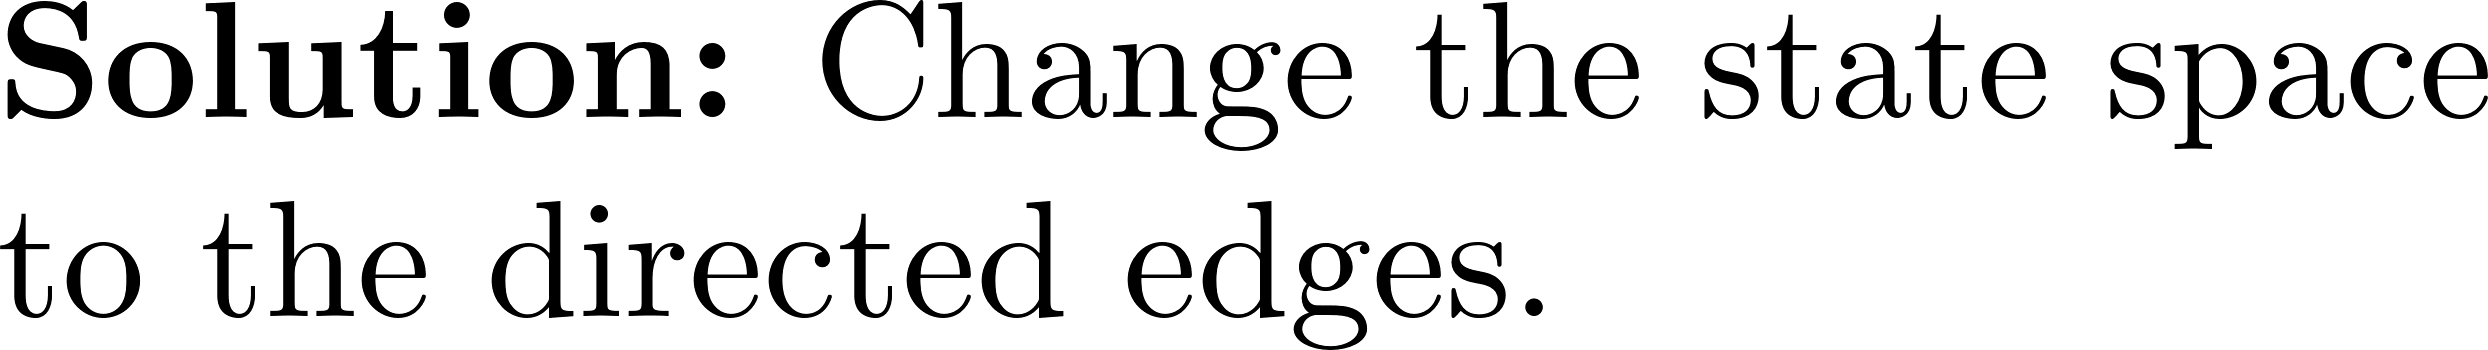 Solution: Change the state space
to the directed edges.